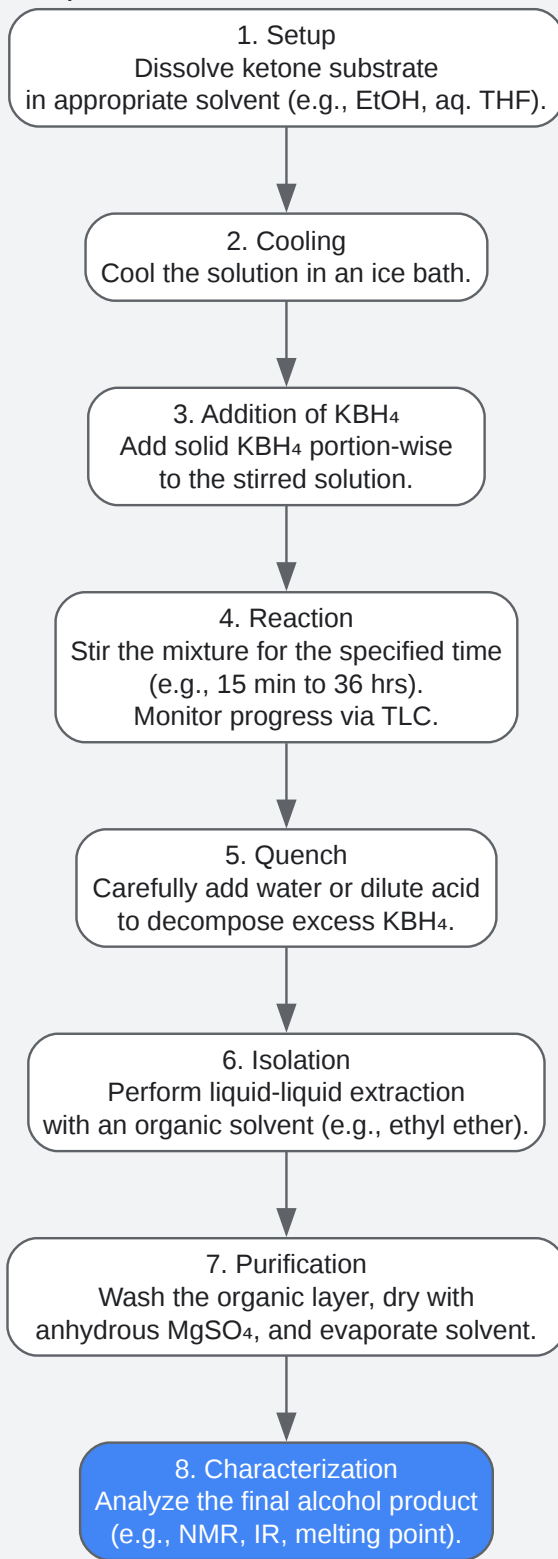 1. Setup
Dissolve ketone substrate
in appropriate solvent (e.g., EtOH, aq. THF).
2. Cooling
Cool the solution in an ice bath.
3. Addition of KBH₄
Add solid KBH₄ portion-wise
to the stirred solution.
4. Reaction
Stir the mixture for the specified time
(e.g., 15 min to 36 hrs).
Monitor progress via TLC.
5. Quench
Carefully add water or dilute acid
to decompose excess KBH₄.
6. Isolation
Perform liquid-liquid extraction
with an organic solvent (e.g., ethyl ether).
7. Purification
Wash the organic layer, dry with
anhydrous MgSO₄, and evaporate solvent.
8. Characterization
Analyze the final alcohol product
(e.g., NMR, IR, melting point).